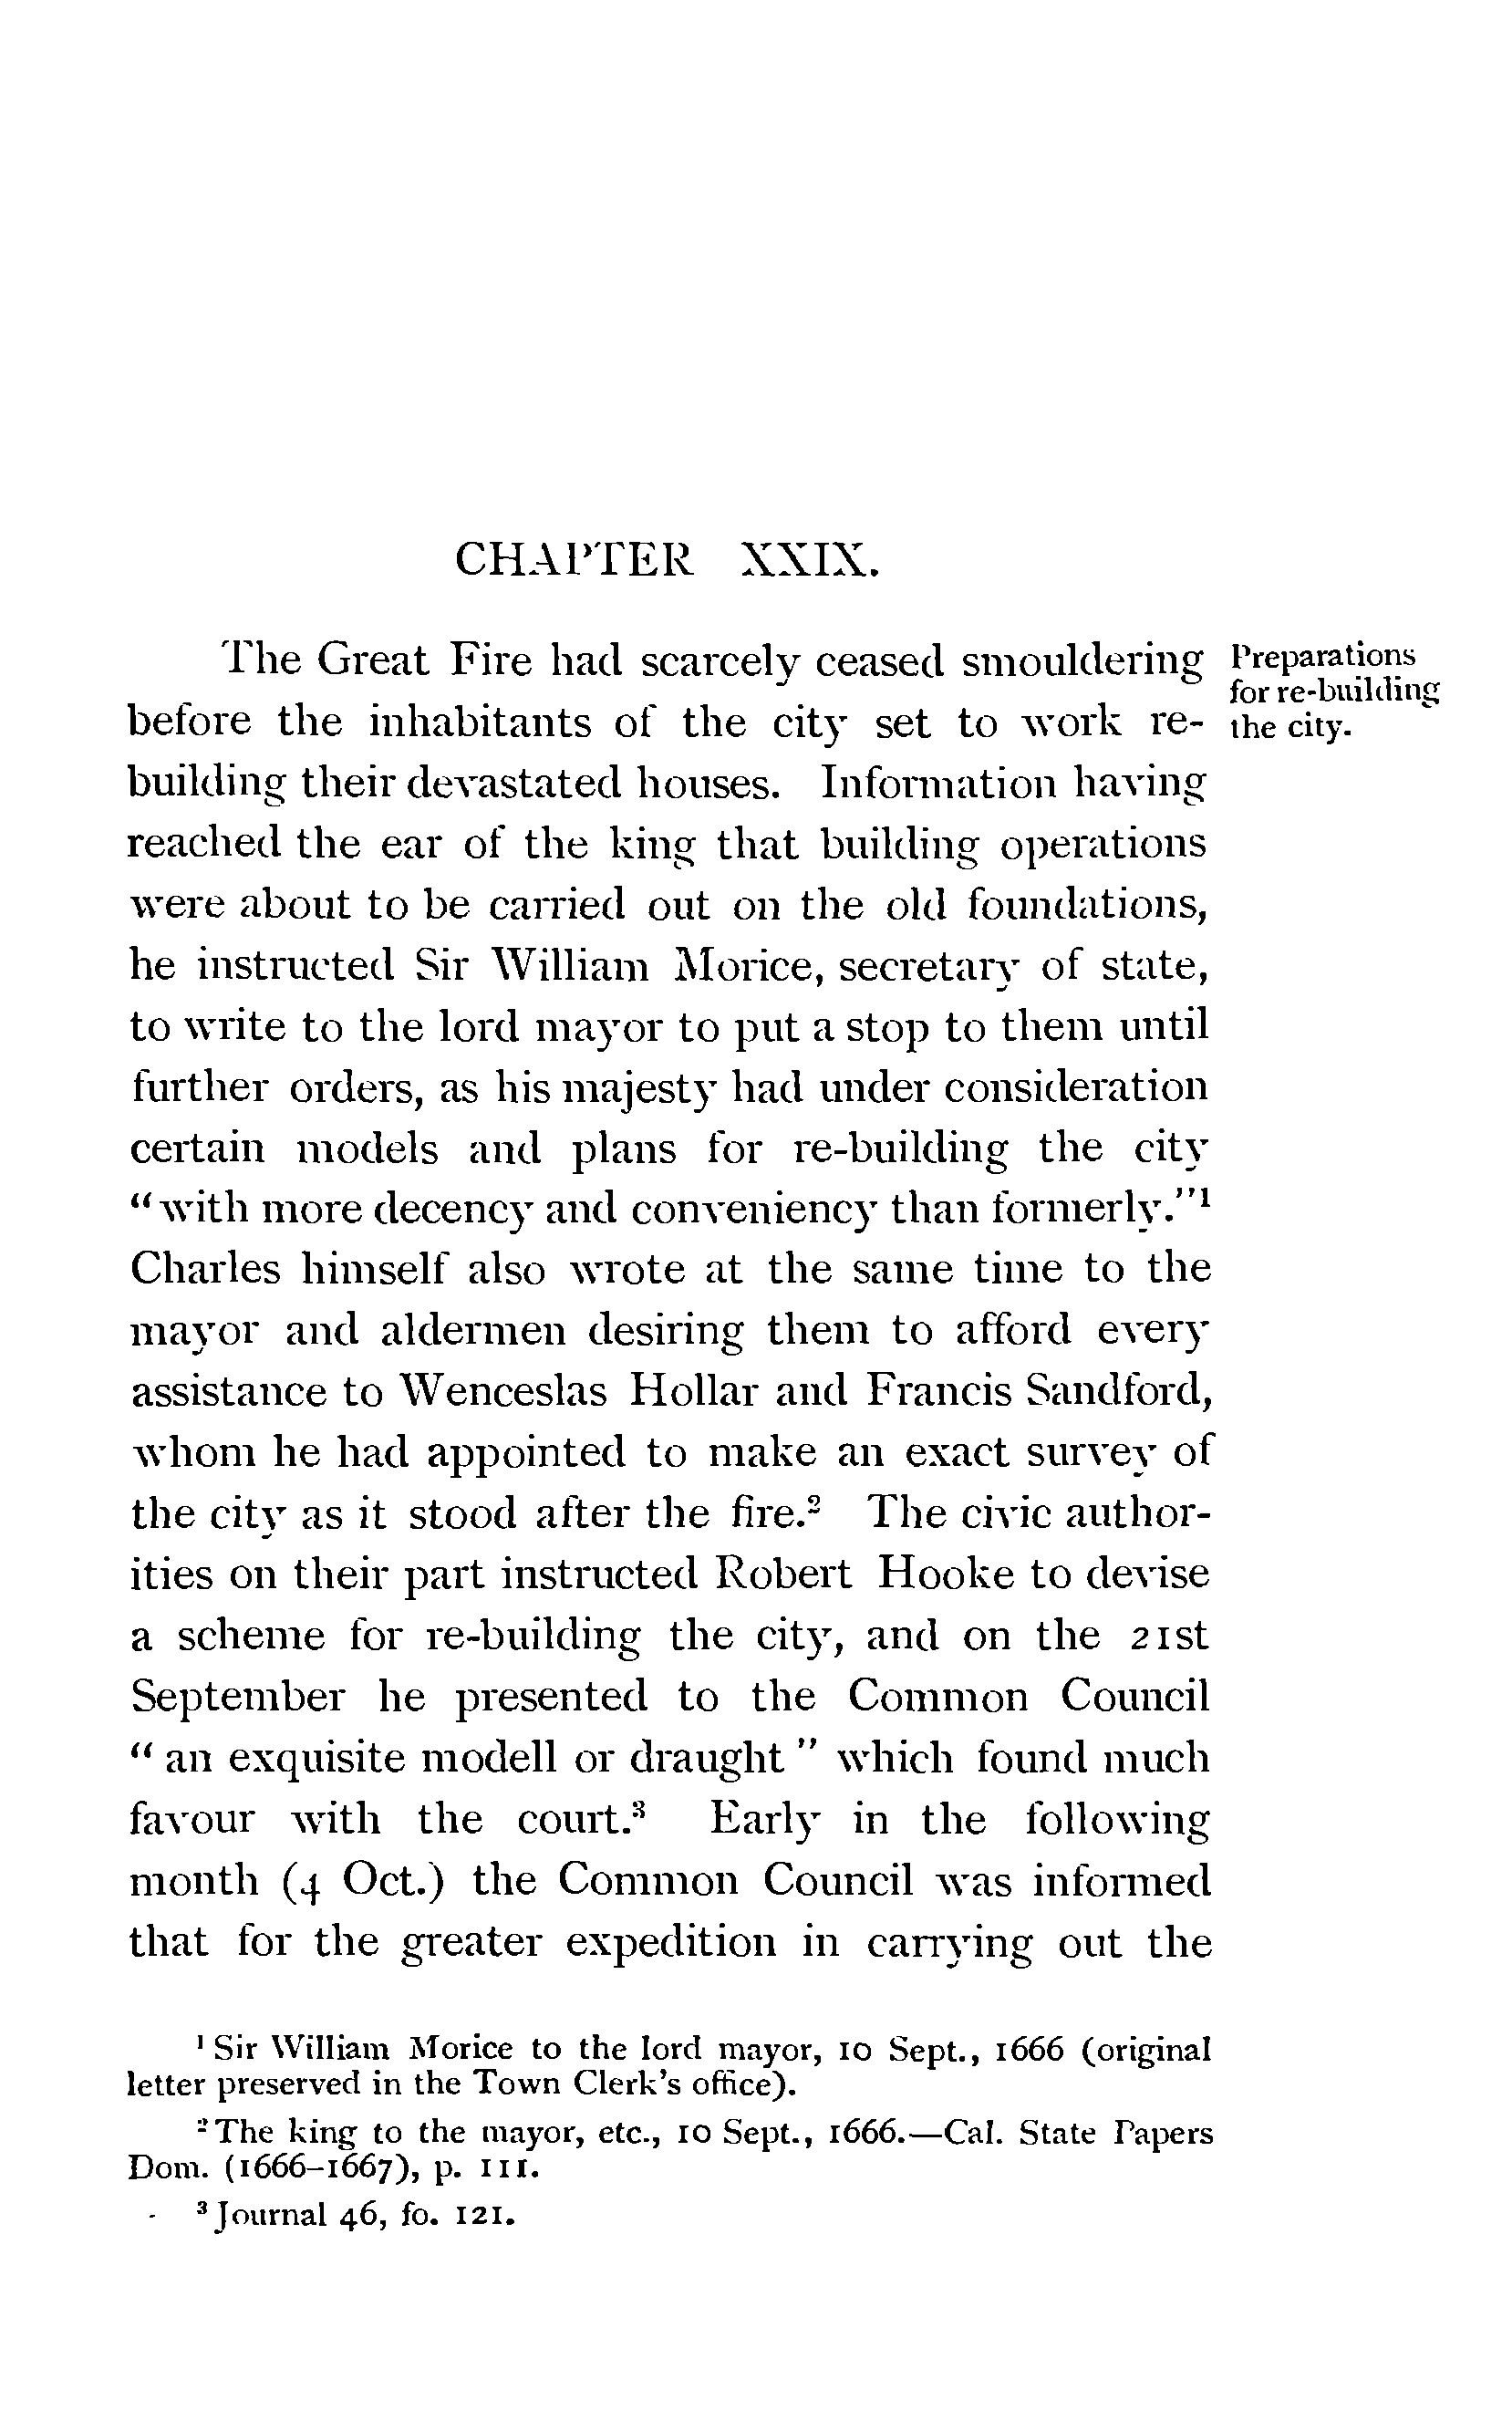 CHAPTER XXIX.
The Great Fire had scarcely ceased smouldering
before the inhabitants of the city set to work re-
building their devastated houses. Information having
reached the ear of the king that building operations
were about to be carried out on the old foundations,
he instructed Sir William Morice, secretary of state,
to write to the lord mayor to put a stop to them until
further orders, as his majesty had under consideration
certain models and plans for re-building the city
“with more decency and conveniency than formerly.”¹
Charles himself also wrote at the same time to the
mayor and aldermen desiring them to afford every
assistance to Wenceslas Hollar and Francis Sandford,
whom he had appointed to make an exact survey of
the city as it stood after the fire.² The civic author-
ities on their part instructed Robert Hooke to devise
a scheme for re-building the city, and on the 21st
September he presented to the Common Council
“ an exquisite modell or draught ” which found much
favour with the court.³ Early in the following
month (4 Oct.) the Common Council was informed
that for the greater expedition in carrying out the
Preparations
for re-building
the city.
¹ Sir William Morice to the lord mayor, 10 Sept., 1666 (original
letter preserved in the Town Clerk's office).
² The king to the mayor, etc., 10 Sept., 1666.—Cal. State Papers
Dom. (1666–1667), p. 111.
³ Journal 46, fo. 121.